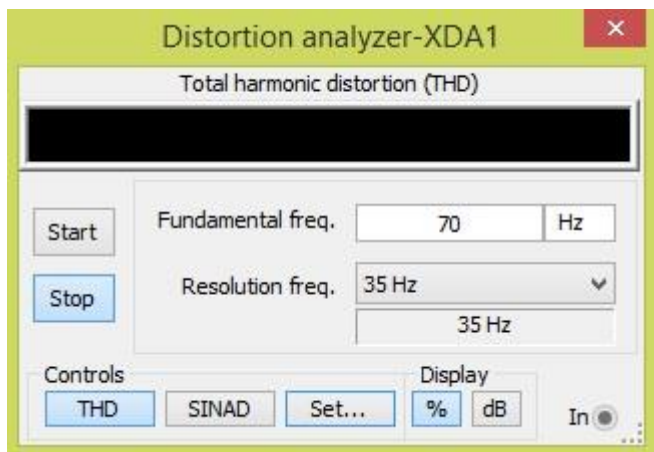 Distortion analyzer-XDA1
Total harmonic distortion (THD)
Start
Fundamental freq. 70 Hz
Stop
Resolution freq. 35 Hz
35 Hz
Controls Display
THD SINAD Set... % dB In